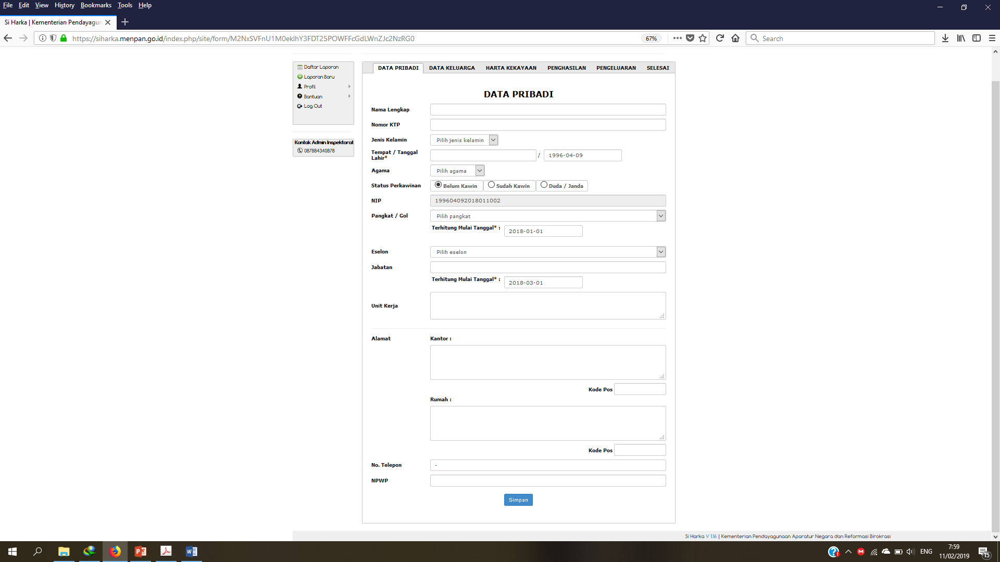 File Edit View History Bookmarks Tools Help
Si Harka | Kementerian Pendayagun
https://siharka.menpan.go.id/index.php/site/form/M2NxSVFnU1M0eklhY3FDT25POWFFcGdLWnZJc2NzRG0
67%
Search
Daftar Laporan
Laporan Baru
Profil
Bantuan
Log Out
Kontak Admin Inspektorat
087884340878
DATA PRIBADI DATA KELUARGA HARTA KEKAYAAN PENGHASILAN PENGELUARAN SELESAI
DATA PRIBADI
Nama Lengkap
Nomor KTP
Jenis Kelamin Pilih jenis kelamin
Tempat / Tanggal
Lahir* / 1996-04-09
Agama Pilih agama
Status Perkawinan Belum Kawin Sudah Kawin Duda / Janda
NIP 199604092018011002
Pangkat / Gol Pilih pangkat
Terhitung Mulai Tanggal* : 2018-01-01
Eselon Pilih eselon
Jabatan
Terhitung Mulai Tanggal* : 2018-03-01
Unit Kerja
Alamat Kantor :
Kode Pos
Rumah :
Kode Pos
No. Telepon -
NPWP
Simpan
Si Harka V 1.16 | Kementerian Pendayagunaan Aparatur Negara dan Reformasi Birokrasi
ENG
7:59
11/02/2019
15